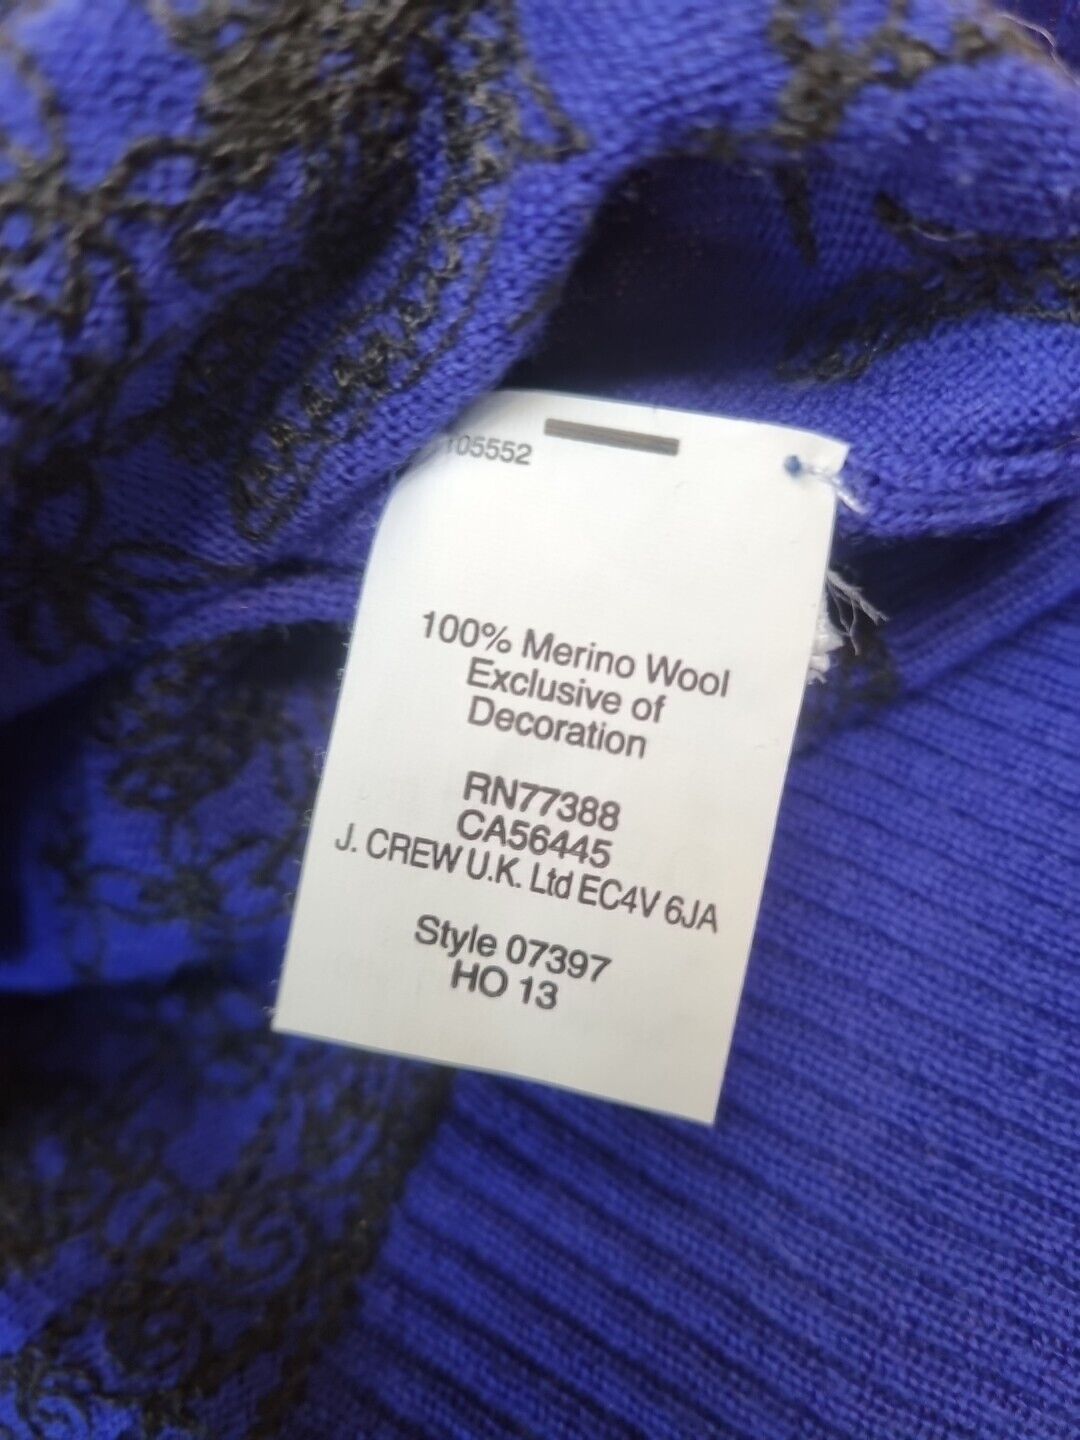 105552
100% Merino Wool
Exclusive of
Decoration
RN77388
CA56445
J. CREW U.K. Ltd EC4V 6JA
Style 07397
HO 13